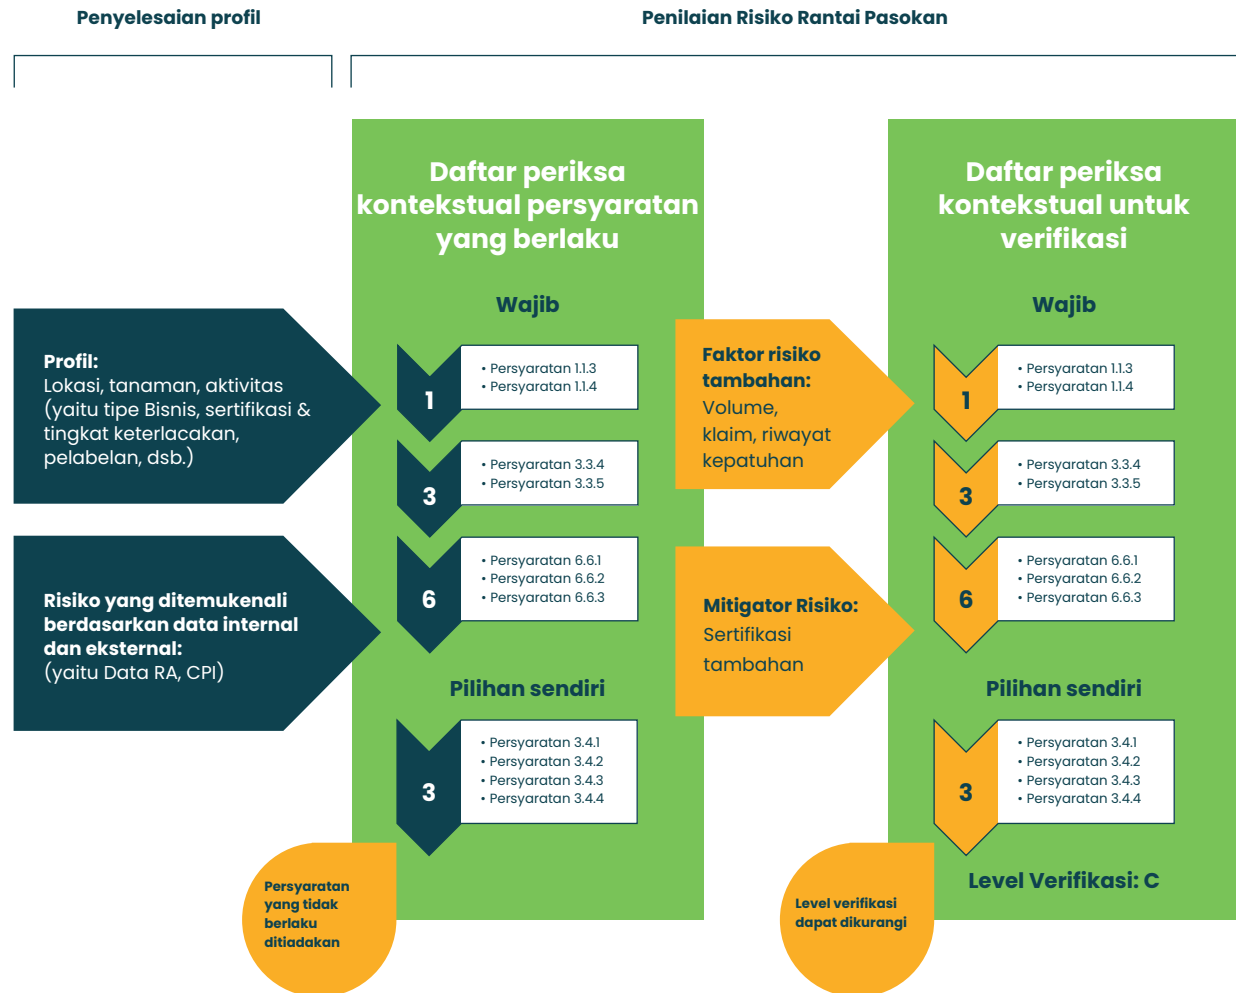 Penyelesaian profil
Penilaian Risiko Rantai Pasokan
Profil:
Lokasi, tanaman, aktivitas
(yaitu tipe Bisnis, sertifikasi &
tingkat keterlacakan,
pelabelan, dsb.)
Risiko yang ditemukenali
berdasarkan data internal
dan eksternal:
(yaitu Data RA, CPI)
Daftar periksa
kontekstual persyaratan
yang berlaku
Wajib
1
• Persyaratan 1.1.3
• Persyaratan 1.1.4
3
• Persyaratan 3.3.4
• Persyaratan 3.3.5
6
• Persyaratan 6.6.1
• Persyaratan 6.6.2
• Persyaratan 6.6.3
Pilihan sendiri
3
• Persyaratan 3.4.1
• Persyaratan 3.4.2
• Persyaratan 3.4.3
• Persyaratan 3.4.4
Persyaratan
yang tidak
berlaku
ditiadakan
Faktor risiko
tambahan:
Volume,
klaim, riwayat
kepatuhan
Mitigator Risiko:
Sertifikasi
tambahan
Daftar periksa
kontekstual untuk
verifikasi
Wajib
1
• Persyaratan 1.1.3
• Persyaratan 1.1.4
3
• Persyaratan 3.3.4
• Persyaratan 3.3.5
6
• Persyaratan 6.6.1
• Persyaratan 6.6.2
• Persyaratan 6.6.3
Pilihan sendiri
3
• Persyaratan 3.4.1
• Persyaratan 3.4.2
• Persyaratan 3.4.3
• Persyaratan 3.4.4
Level Verifikasi: C
Level verifikasi
dapat dikurangi